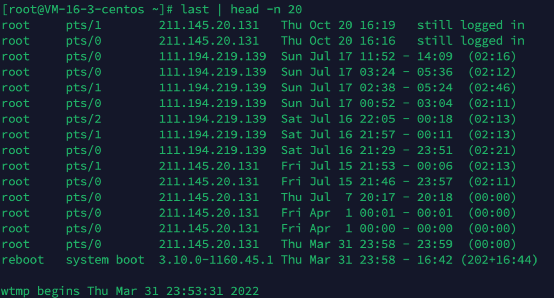 [root@VM-16-3-centos ~]# last | head -n 20
root pts/1 211.145.20.131 Thu Oct 20 16:19 still logged in
root pts/0 211.145.20.131 Thu Oct 20 16:16 still logged in
root pts/0 111.194.219.139 Sun Jul 17 11:52 - 14:09 (02:16)
root pts/0 111.194.219.139 Sun Jul 17 03:24 - 05:36 (02:12)
root pts/1 111.194.219.139 Sun Jul 17 02:38 - 05:24 (02:46)
root pts/0 111.194.219.139 Sun Jul 17 00:52 - 03:04 (02:11)
root pts/2 111.194.219.139 Sat Jul 16 22:05 - 00:18 (02:13)
root pts/1 111.194.219.139 Sat Jul 16 21:57 - 00:11 (02:13)
root pts/0 111.194.219.139 Sat Jul 16 21:29 - 23:51 (02:21)
root pts/1 211.145.20.131 Fri Jul 15 21:53 - 00:06 (02:13)
root pts/0 211.145.20.131 Fri Jul 15 21:46 - 23:57 (02:11)
root pts/0 211.145.20.131 Thu Jul 7 20:17 - 20:18 (00:00)
root pts/0 211.145.20.131 Fri Apr 1 00:01 - 00:01 (00:00)
root pts/0 211.145.20.131 Fri Apr 1 00:00 - 00:00 (00:00)
root pts/0 211.145.20.131 Thu Mar 31 23:58 - 23:59 (00:00)
reboot system boot 3.10.0-1160.45.1 Thu Mar 31 23:58 - 16:42 (202+16:44)
wtmp begins Thu Mar 31 23:53:31 2022